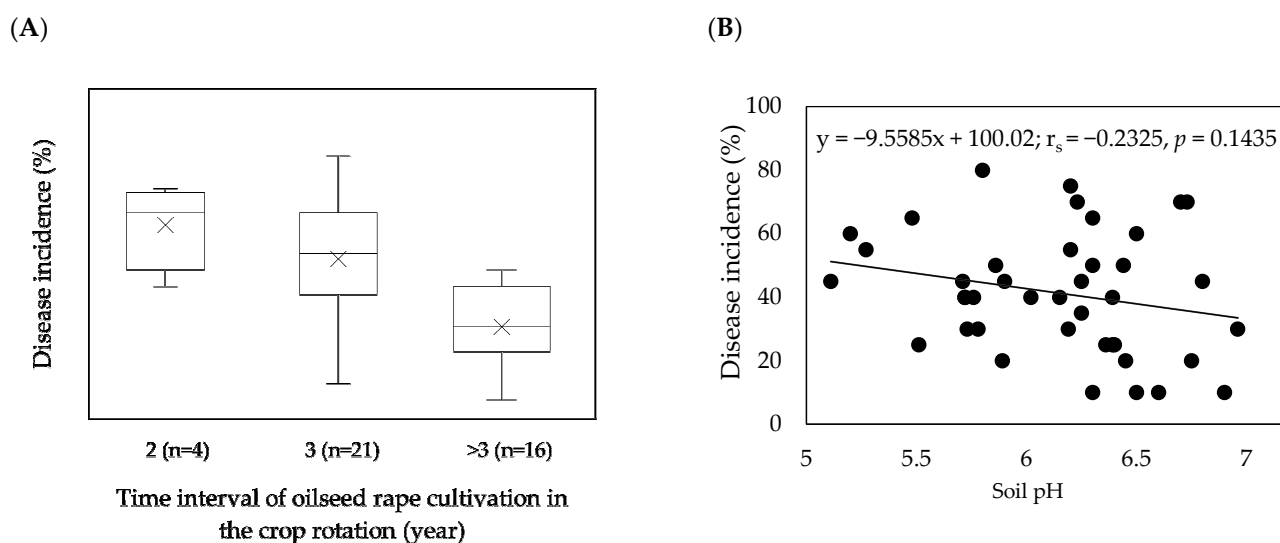 (A)
Disease incidence (%)
2 (n=4)
3 (n=21)
>3 (n=16)
Time interval of oilseed rape cultivation in
the crop rotation (year)
(B)
Disease incidence (%)
100
80
60
40
20
0
y = −9.5585x + 100.02; rs = −0.2325, p = 0.1435
5
5.5
6
6.5
7
Soil pH